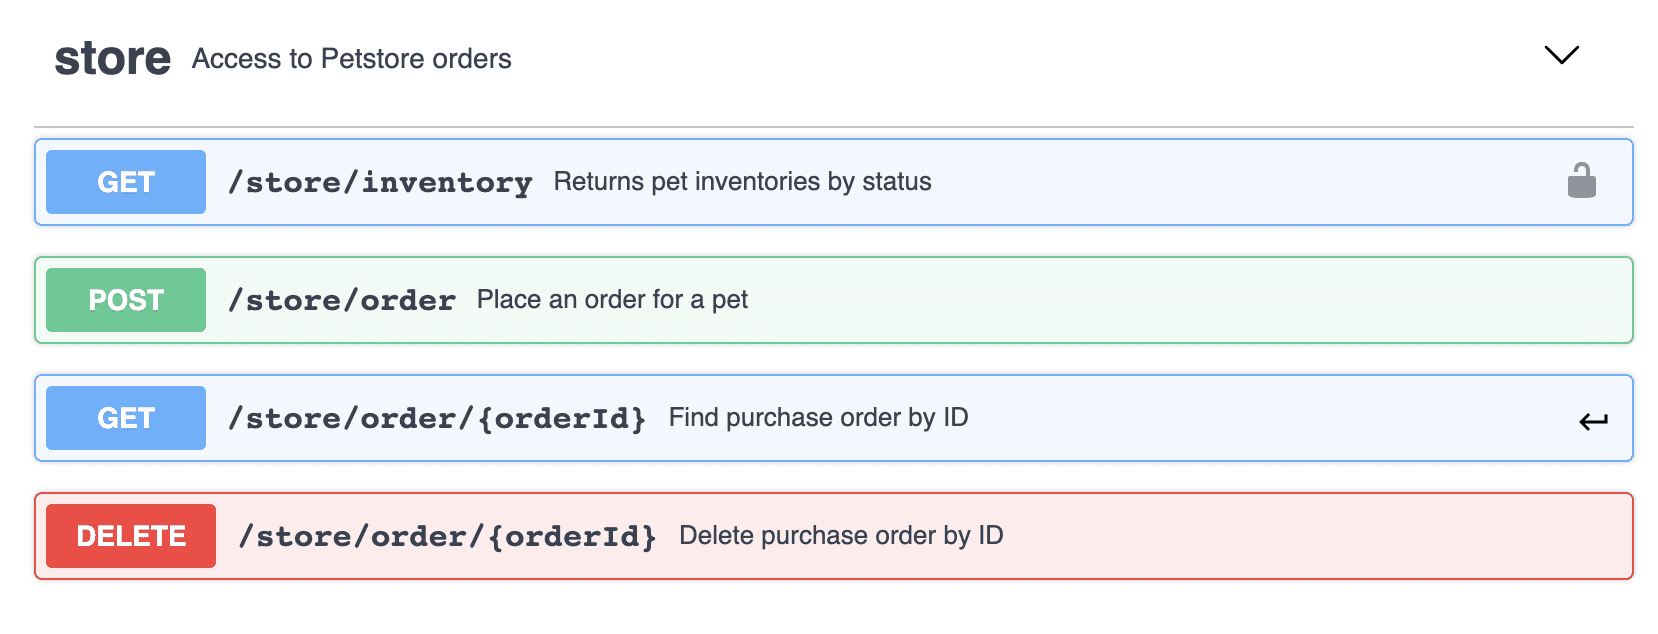 store Access to Petstore orders
GET /store/inventory Returns pet inventories by status
POST /store/order Place an order for a pet
GET /store/order/{orderId} Find purchase order by ID
DELETE /store/order/{orderId} Delete purchase order by ID